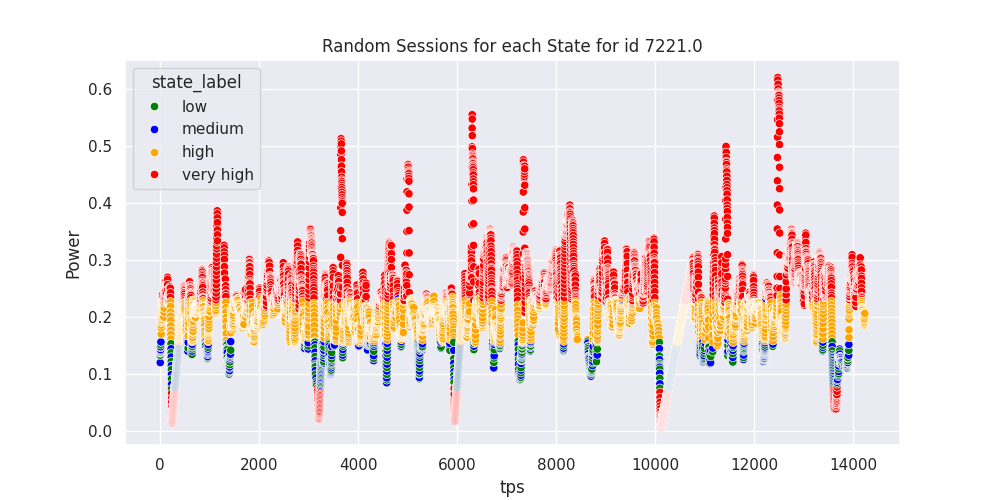 Random Sessions for each State for id 7221.0
state_label
low
medium
high
very high
Power
0.6
0.5
0.4
0.3
0.2
0.1
0.0
0 2000 4000 6000 8000 10000 12000 14000
tps